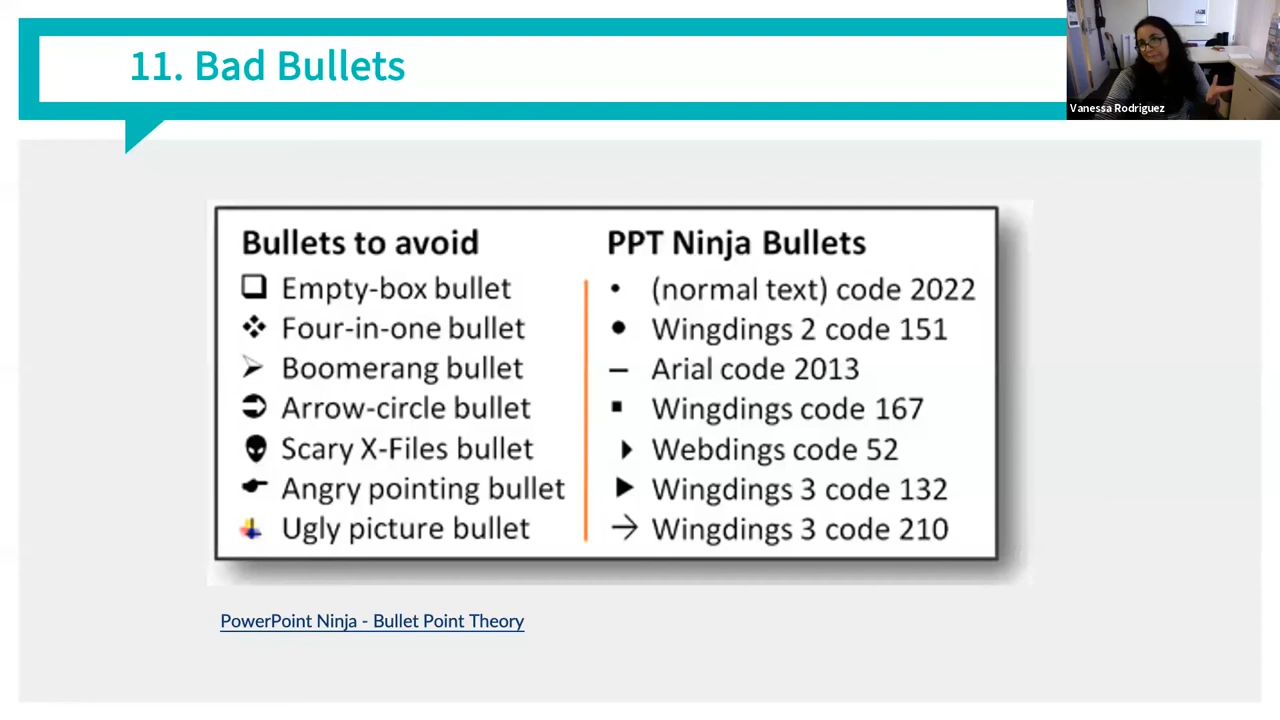 11. Bad Bullets
Vanessa Rodriguez
Bullets to avoid
❑ Empty-box bullet
❖ Four-in-one bullet
➢ Boomerang bullet
➲ Arrow-circle bullet
👽 Scary X-Files bullet
☛ Angry pointing bullet
Ugly picture bullet
PPT Ninja Bullets
• (normal text) code 2022
● Wingdings 2 code 151
– Arial code 2013
▪ Wingdings code 167
Webdings code 52
► Wingdings 3 code 132
→ Wingdings 3 code 210
PowerPoint Ninja - Bullet Point Theory